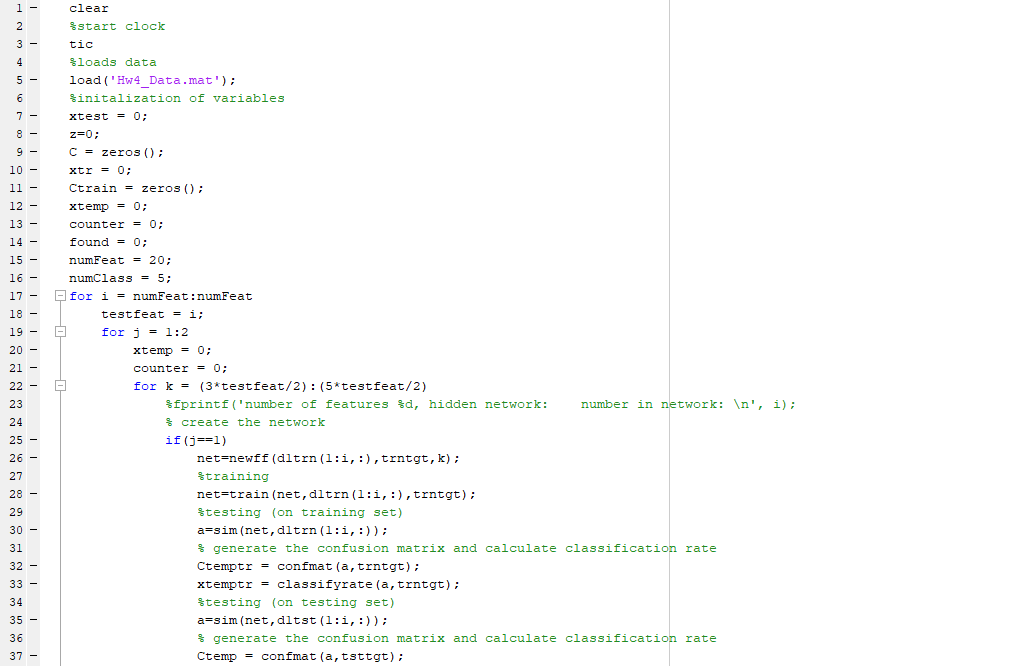 1 - clear
2 %start clock
3 - tic
4 %loads data
5 - load('Hw4_Data.mat');
6 %initalization of variables
7 - xtest = 0;
8 - z=0;
9 - C = zeros();
10 - xtr = 0;
11 - Ctrain = zeros();
12 - xtemp = 0;
13 - counter = 0;
14 - found = 0;
15 - numFeat = 20;
16 - numClass = 5;
17 - for i = numFeat:numFeat
18 - testfeat = i;
19 - for j = 1:2
20 - xtemp = 0;
21 - counter = 0;
22 - for k = (3*testfeat/2):(5*testfeat/2)
23 %fprintf('number of features %d, hidden network:    number in network: \n', i);
24 % create the network
25 - if(j==1)
26 - net=newff(dltrn(1:i,:),trntgt,k);
27 %training
28 - net=train(net,dltrn(1:i,:),trntgt);
29 %testing (on training set)
30 - a=sim(net,dltrn(1:i,:));
31 % generate the confusion matrix and calculate classification rate
32 - Ctemptr = confmat(a,trntgt);
33 - xtemptr = classifyrate(a,trntgt);
34 %testing (on testing set)
35 - a=sim(net,dltst(1:i,:));
36 % generate the confusion matrix and calculate classification rate
37 - Ctemp = confmat(a,tsttgt);